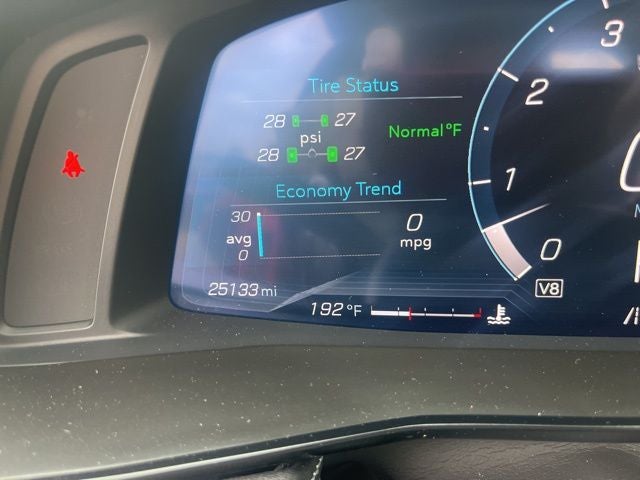 Tire Status
28 27
psi
Normal°F
28 27
Economy Trend
30
avg
0
0
mpg
25133 mi
192 °F
3
2
1
0
V8